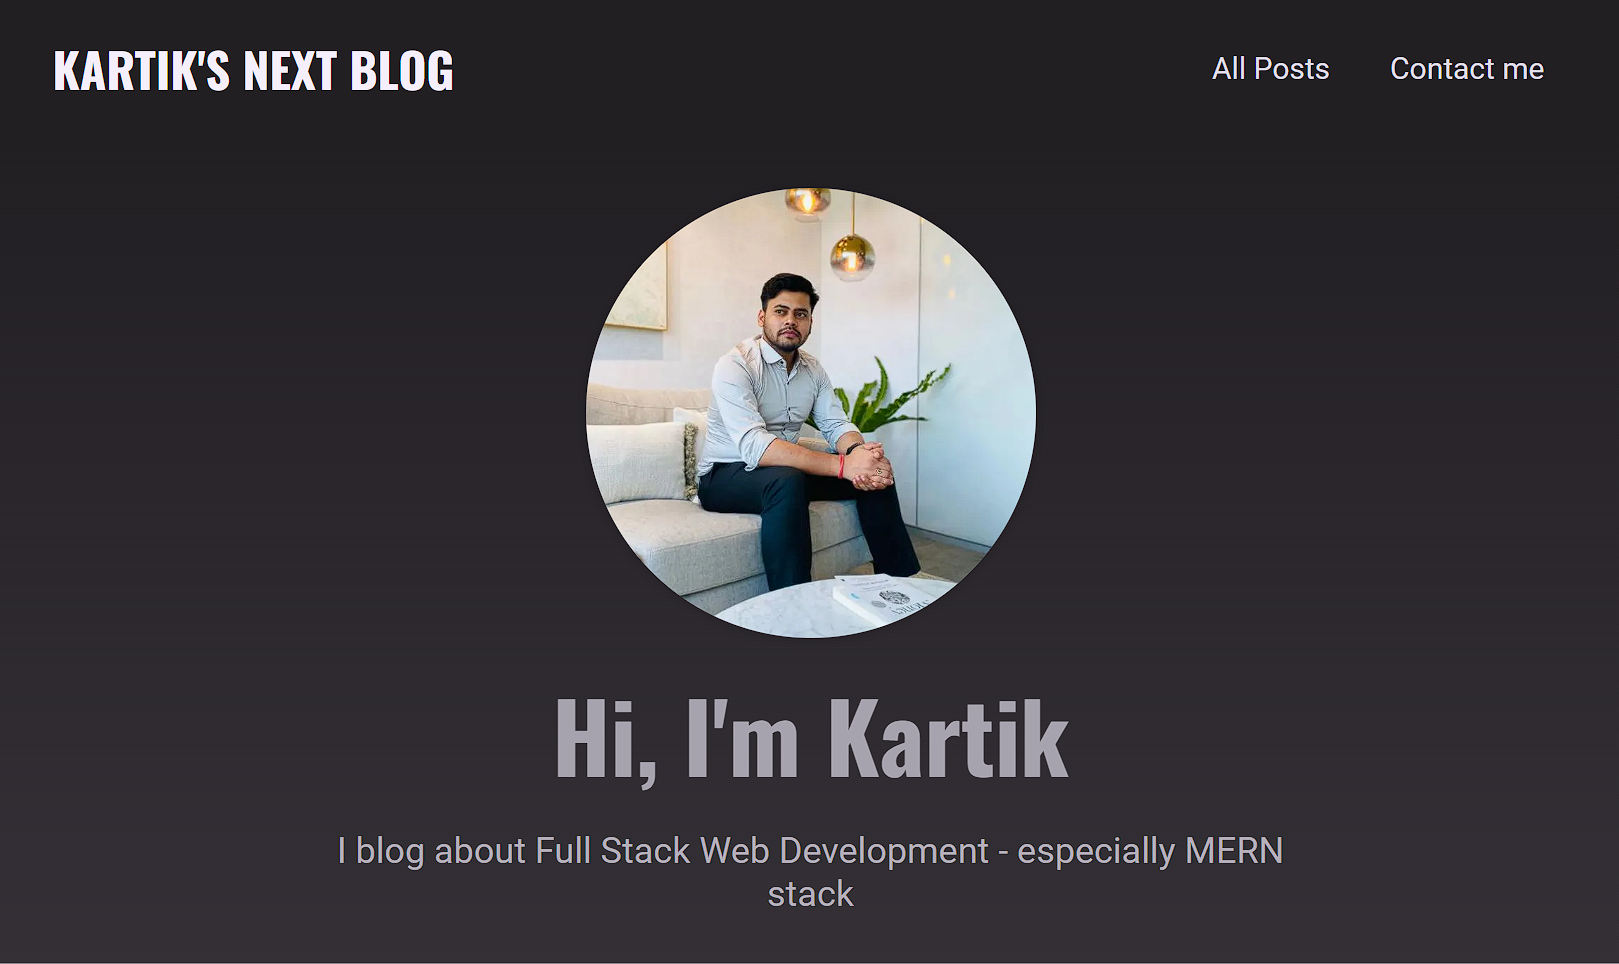 KARTIK'S NEXT BLOG
All Posts
Contact me
Hi, I'm Kartik
I blog about Full Stack Web Development - especially MERN
stack